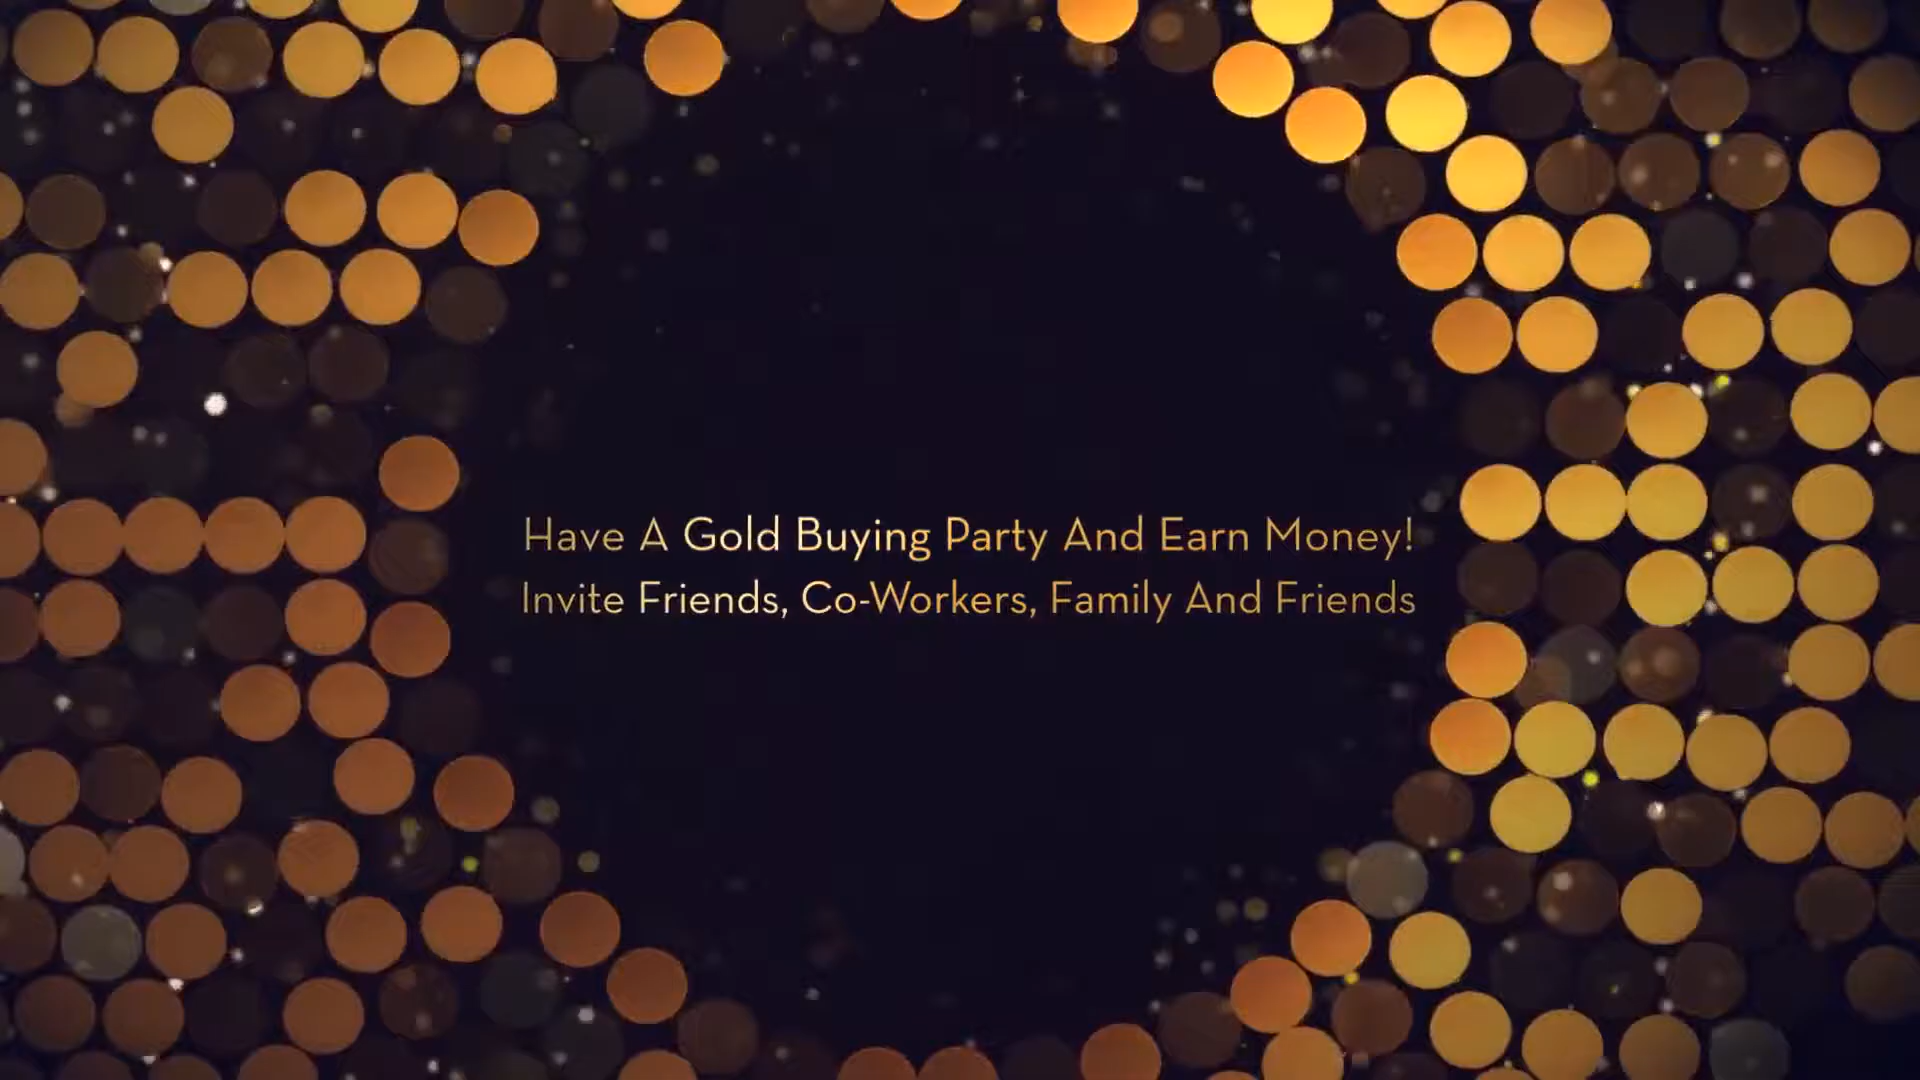 Have A Gold Buying Party And Earn Money!
Invite Friends, Co-Workers, Family And Friends